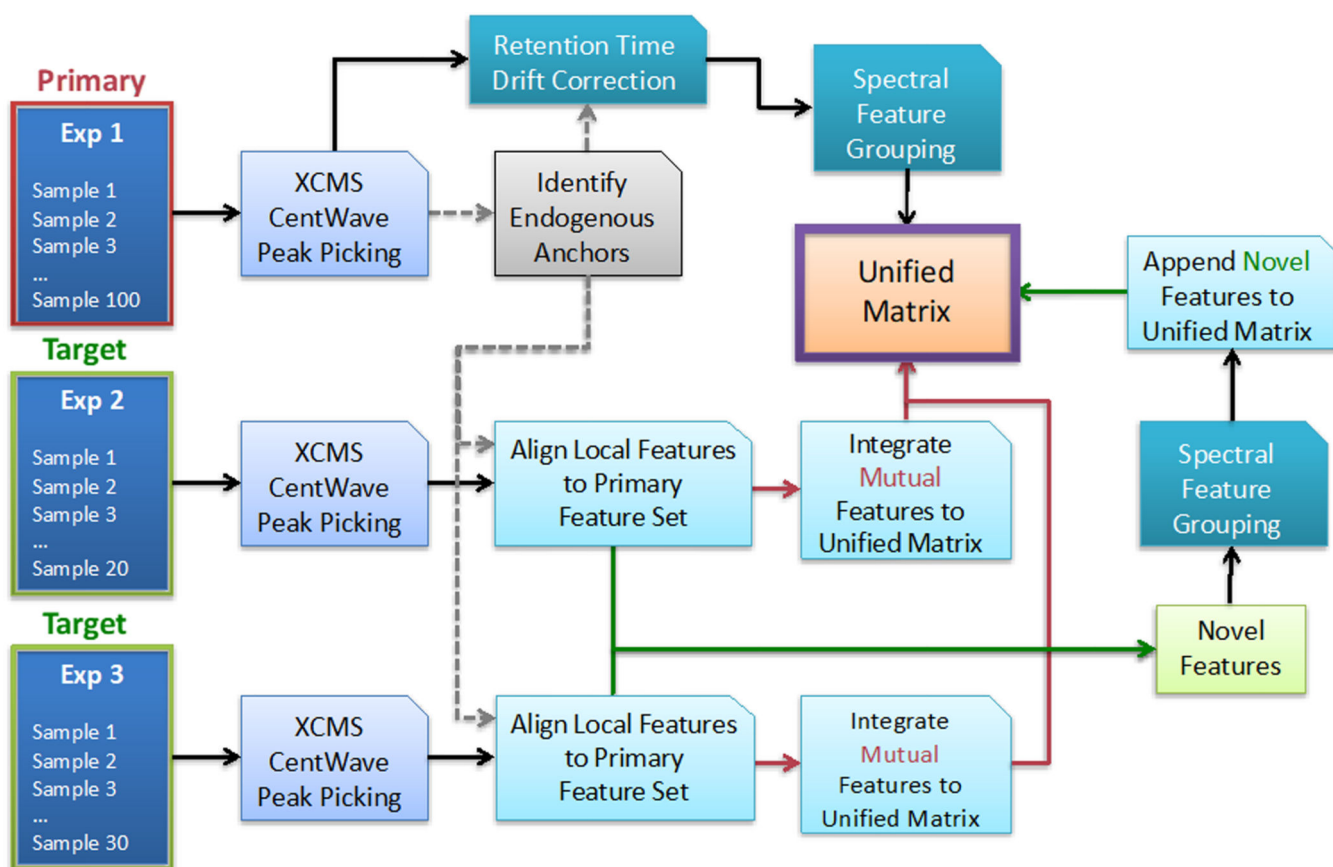 Primary
Exp 1
Sample 1
Sample 2
Sample 3
...
Sample 100
XCMS
CentWave
Peak Picking
Retention Time
Drift Correction
Identify
Endogenous
Anchors
Spectral
Feature
Grouping
Unified
Matrix
Append Novel
Features to
Unified Matrix
Target
Exp 2
Sample 1
Sample 2
Sample 3
...
Sample 20
XCMS
CentWave
Peak Picking
Align Local Features
to Primary
Feature Set
Integrate
Mutual
Features to
Unified Matrix
Spectral
Feature
Grouping
Novel
Features
Target
Exp 3
Sample 1
Sample 2
Sample 3
...
Sample 30
XCMS
CentWave
Peak Picking
Align Local Features
to Primary
Feature Set
Integrate
Mutual
Features to
Unified Matrix